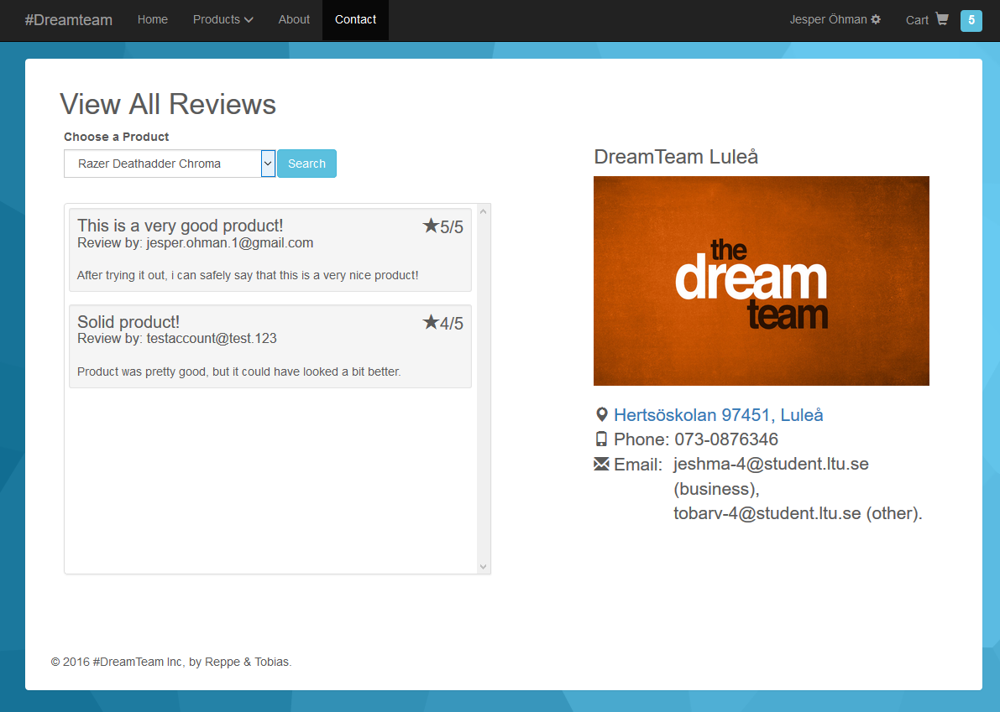 #Dreamteam Home Products About Contact Jesper Öhman Cart 5
View All Reviews
Choose a Product
Razer Deathadder Chroma Search
This is a very good product! 5/5
Review by: jesper.ohman.1@gmail.com
After trying it out, i can safely say that this is a very nice product!
Solid product! 4/5
Review by: testaccount@test.123
Product was pretty good, but it could have looked a bit better.
DreamTeam Luleå
the
dream
team
Hertsöskolan 97451, Luleå
Phone: 073-0876346
Email: jeshma-4@student.ltu.se
(business),
tobarv-4@student.ltu.se (other).
© 2016 #DreamTeam Inc, by Reppe & Tobias.